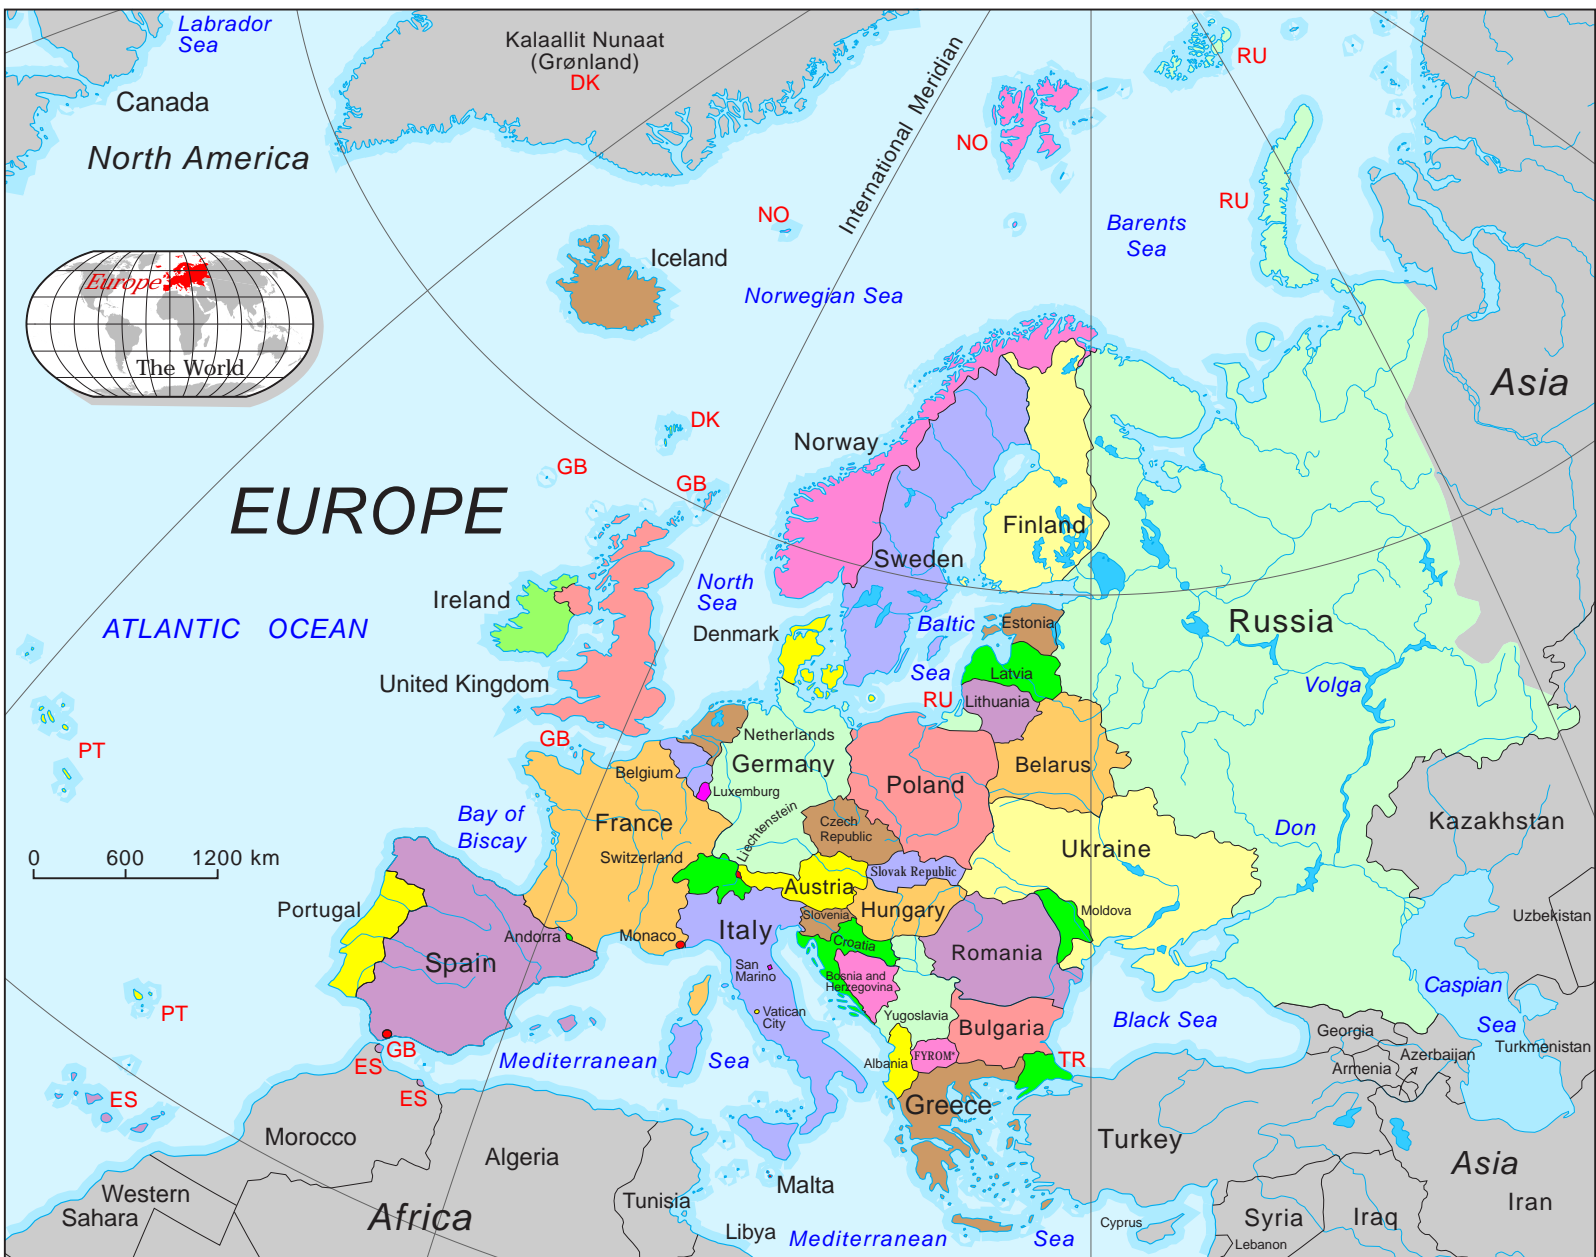 Labrador
Sea
Kalaallit Nunaat
(Grønland)
DK
International Meridian
RU
Canada
North America
NO
RU
NO
Barents
Sea
Iceland
Norwegian Sea
Europe
The World
Asia
DK
Norway
GB
GB
EUROPE
Finland
Sweden
North
Sea
Ireland
ATLANTIC OCEAN
Denmark
Baltic
Sea
Estonia
Russia
Latvia
United Kingdom
RU
Lithuania
Volga
PT
GB
Netherlands
Belgium
Germany
Belarus
Luxemburg
Poland
Bay of
Biscay
France
Liechtenstein
Czech
Republic
Don
Kazakhstan
0 600 1200 km
Switzerland
Ukraine
Slovak Republic
Austria
Portugal
Hungary
Moldova
Slovenia
Uzbekistan
Andorra
Monaco
Italy
Croatia
Romania
Spain
San
Marino
Bosnia and
Herzegovina
Caspian
Sea
PT
Vatican
City
Yugoslavia
Black Sea
Bulgaria
Georgia
Turkmenistan
GB
ES
Mediterranean Sea
Albania
FYROM*
TR
Azerbaijan
Armenia
ES
ES
Greece
Morocco
Turkey
Algeria
Asia
Malta
Western
Sahara
Tunisia
Iran
Africa
Libya
Mediterranean Sea
Cyprus
Syria
Iraq
Lebanon